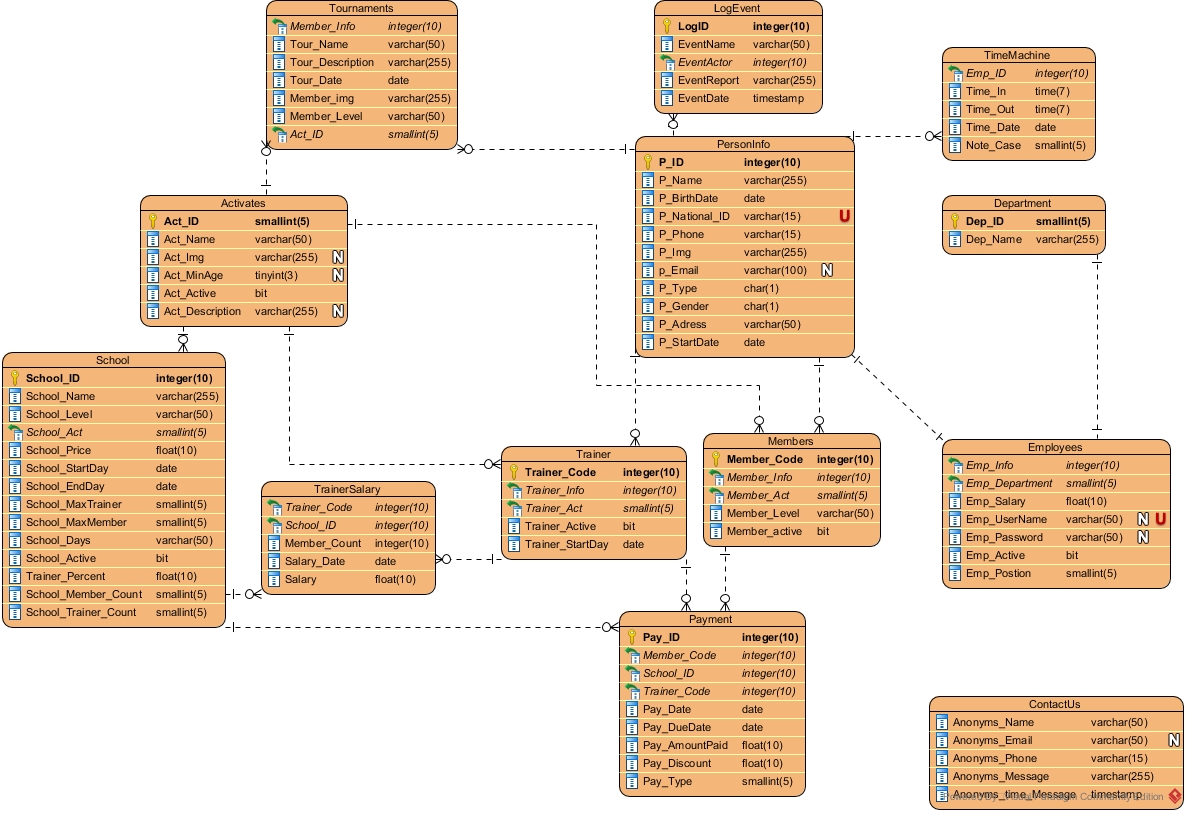 Tournaments
Member_Info integer(10)
Tour_Name varchar(50)
Tour_Description varchar(255)
Tour_Date date
Member_img varchar(255)
Member_Level varchar(50)
Act_ID smallint(5)
LogEvent
LogID integer(10)
EventName varchar(50)
EventActor integer(10)
EventReport varchar(255)
EventDate timestamp
TimeMachine
Emp_ID integer(10)
Time_In time(7)
Time_Out time(7)
Time_Date date
Note_Case smallint(5)
PersonInfo
P_ID integer(10)
P_Name varchar(255)
P_BirthDate date
P_National_ID varchar(15) U
P_Phone varchar(15)
P_Img varchar(255)
p_Email varchar(100) N
P_Type char(1)
P_Gender char(1)
P_Adress varchar(50)
P_StartDate date
Department
Dep_ID smallint(5)
Dep_Name varchar(255)
Activates
Act_ID smallint(5)
Act_Name varchar(50)
Act_Img varchar(255) N
Act_MinAge tinyint(3) N
Act_Active bit
Act_Description varchar(255) N
School
School_ID integer(10)
School_Name varchar(255)
School_Level varchar(50)
School_Act smallint(5)
School_Price float(10)
School_StartDay date
School_EndDay date
School_MaxTrainer smallint(5)
School_MaxMember smallint(5)
School_Days varchar(50)
School_Active bit
Trainer_Percent float(10)
School_Member_Count smallint(5)
School_Trainer_Count smallint(5)
TrainerSalary
Trainer_Code integer(10)
School_ID integer(10)
Member_Count integer(10)
Salary_Date date
Salary float(10)
Trainer
Trainer_Code integer(10)
Trainer_Info integer(10)
Trainer_Act smallint(5)
Trainer_Active bit
Trainer_StartDay date
Members
Member_Code integer(10)
Member_Info integer(10)
Member_Act smallint(5)
Member_Level varchar(50)
Member_active bit
Employees
Emp_Info integer(10)
Emp_Department smallint(5)
Emp_Salary float(10)
Emp_UserName varchar(50) N U
Emp_Password varchar(50) N
Emp_Active bit
Emp_Postion smallint(5)
Payment
Pay_ID integer(10)
Member_Code integer(10)
School_ID integer(10)
Trainer_Code integer(10)
Pay_Date date
Pay_DueDate date
Pay_AmountPaid float(10)
Pay_Discount float(10)
Pay_Type smallint(5)
ContactUs
Anonyms_Name varchar(50)
Anonyms_Email varchar(50) N
Anonyms_Phone varchar(15)
Anonyms_Message varchar(255)
Anonyms_time_Message timestamp